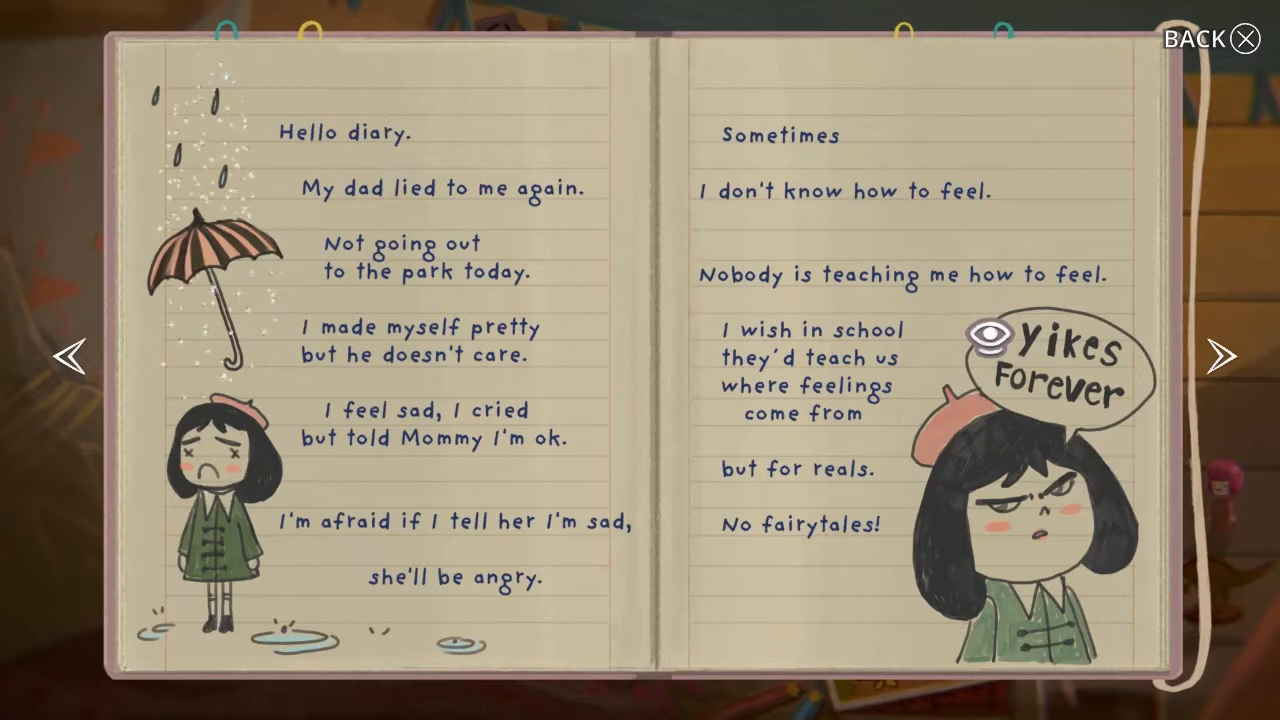 BACK
Hello diary.
My dad lied to me again.
Not going out
to the park today.
I made myself pretty
but he doesn't care.
I feel sad, I cried
but told Mommy I'm ok.
I'm afraid if I tell her I'm sad,
she'll be angry.
Sometimes
I don't know how to feel.
Nobody is teaching me how to feel.
I wish in school
they'd teach us
where feelings
come from
but for reals.
No fairytales!
Yikes
Forever